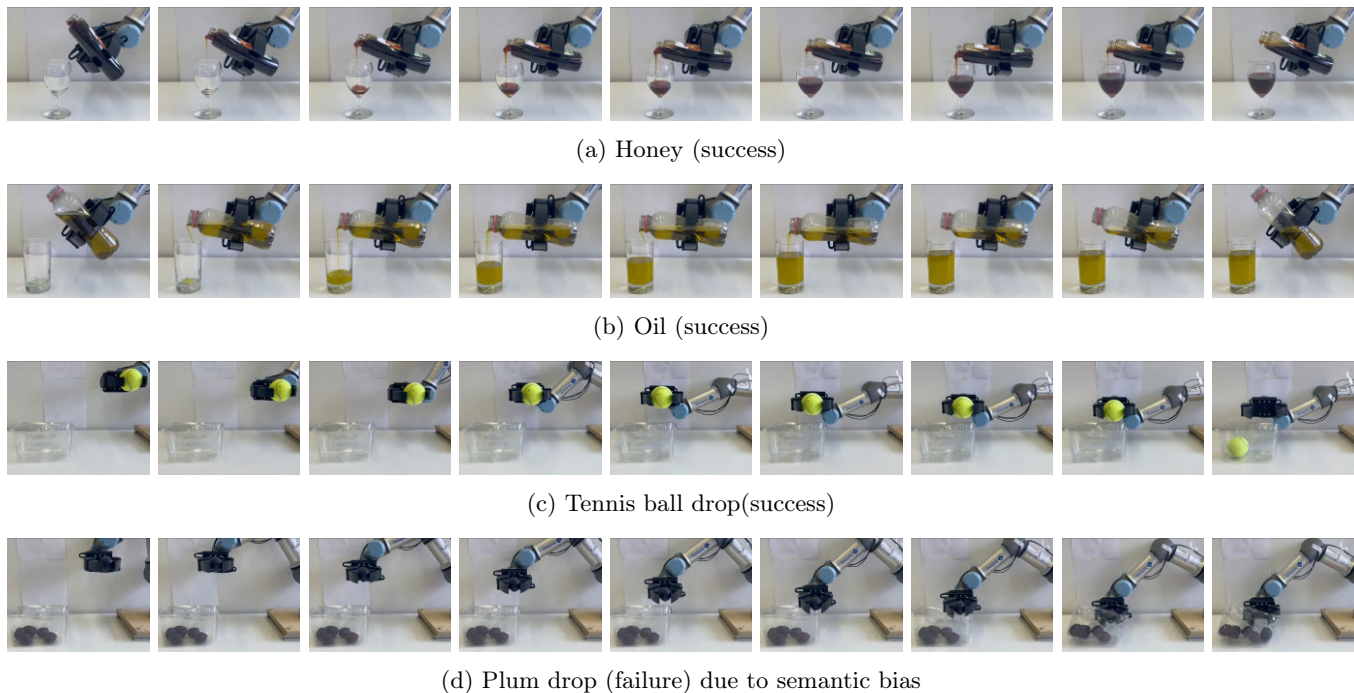 (a) Honey (success)
(b) Oil (success)
(c) Tennis ball drop(success)
(d) Plum drop (failure) due to semantic bias